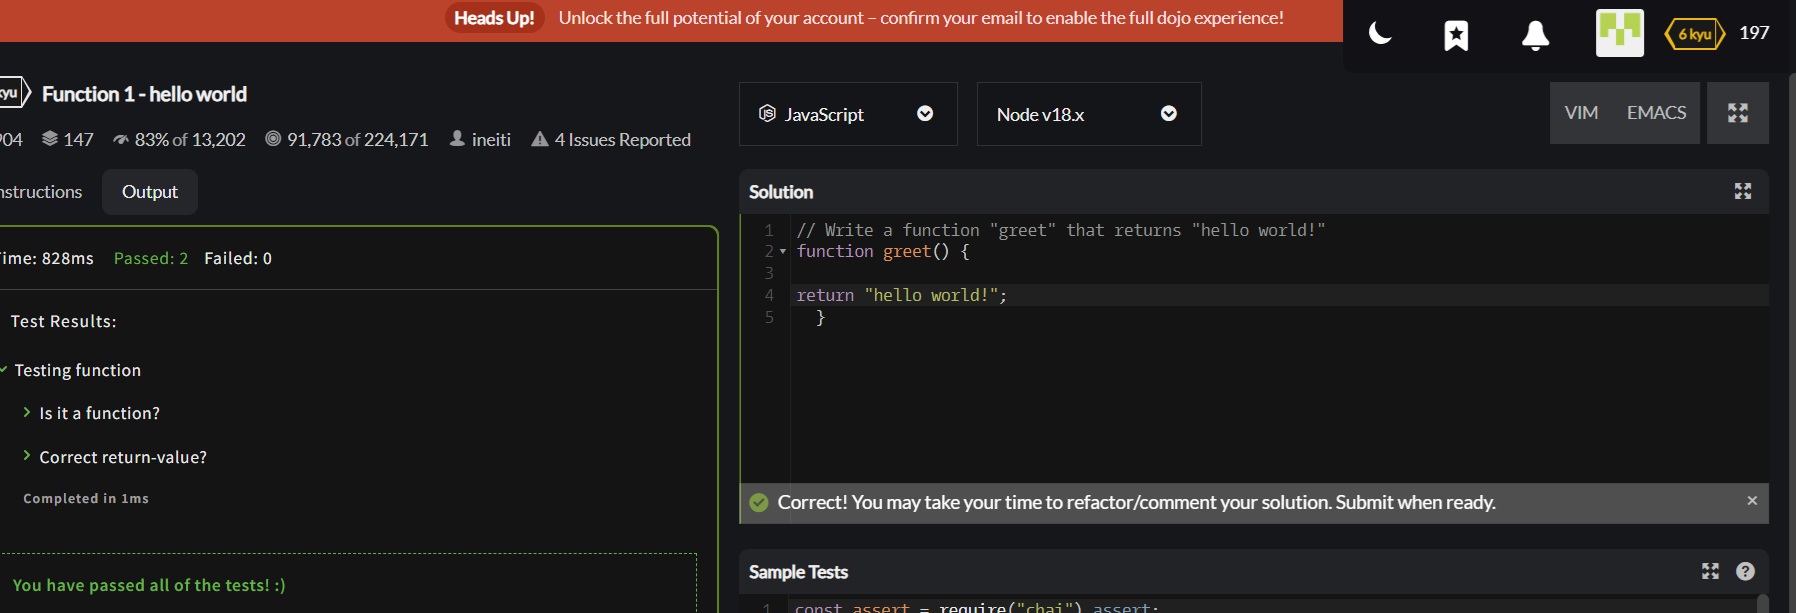 Heads Up! Unlock the full potential of your account – confirm your email to enable the full dojo experience!
6 kyu 197
Function 1 - hello world
147 83% of 13,202 91,783 of 224,171 ineiti 4 Issues Reported
Output
Time: 828ms Passed: 2 Failed: 0
Test Results:
Testing function
Is it a function?
Correct return-value?
Completed in 1ms
You have passed all of the tests! :)
JavaScript
Node v18.x
VIM EMACS
Solution
1 // Write a function "greet" that returns "hello world!"
2 function greet() {
3
4 return "hello world!";
5 }
Correct! You may take your time to refactor/comment your solution. Submit when ready.
Sample Tests
1 const assert = require("chai").assert;